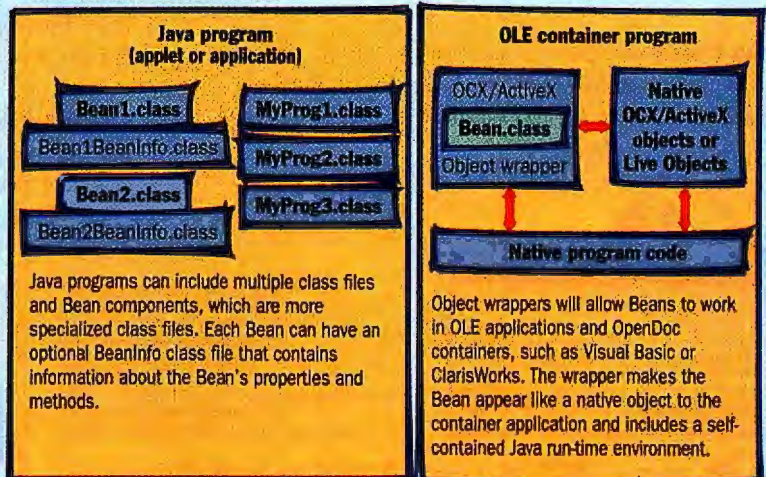 Java program
(applet or application)
Bean1.class
Bean1BeanInfo.class
Bean2.class
Bean2BeanInfo.class
MyProg1.class
MyProg2.class
MyProg3.class
Java programs can include multiple class files
and Bean components, which are more
specialized class files. Each Bean can have an
optional BeanInfo class file that contains
information about the Bean's properties and
methods.
OLE container program
OCX/ActiveX
Bean.class
Object wrapper
Native
OCX/ActiveX
objects or
Live Objects
Native program code
Object wrappers will allow Beans to work
in OLE applications and OpenDoc
containers, such as Visual Basic or
ClarisWorks. The wrapper makes the
Bean appear like a native object to the
container application and includes a self-
contained Java run-time environment.